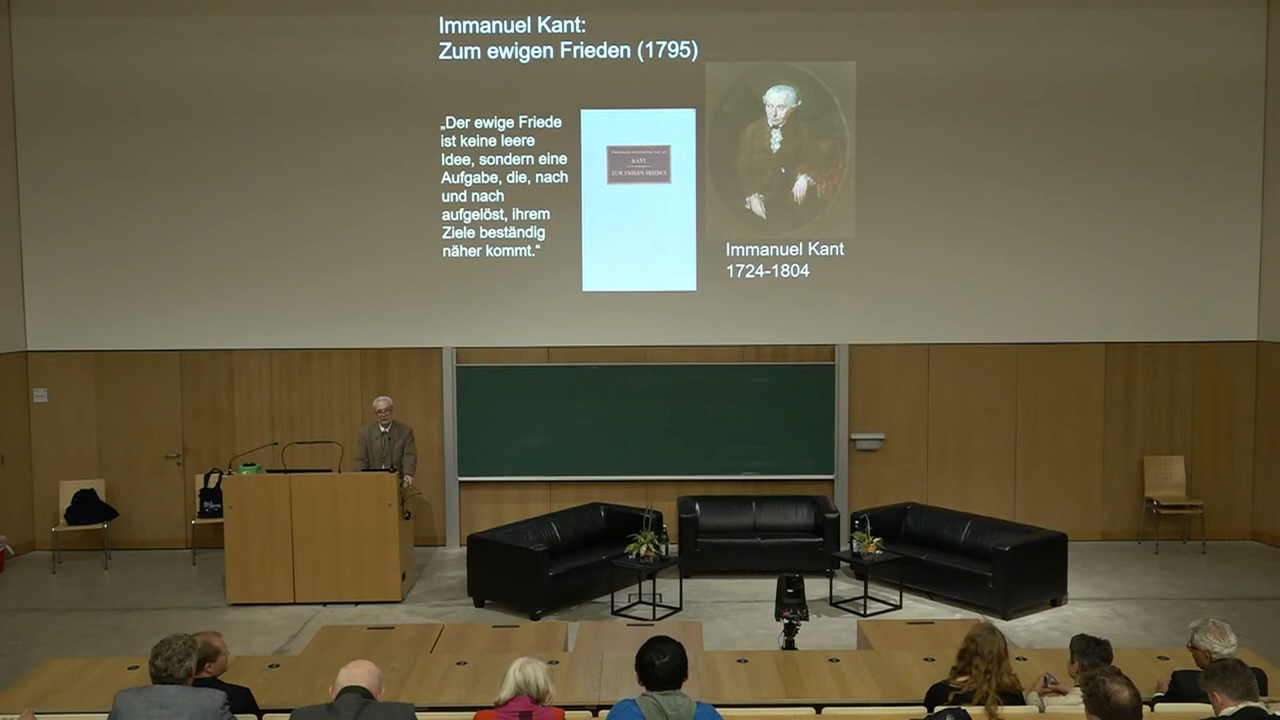 Immanuel Kant:
Zum ewigen Frieden (1795)
„Der ewige Friede
ist keine leere
Idee, sondern eine
Aufgabe, die, nach
und nach
aufgelöst, ihrem
Ziele beständig
näher kommt.“
KANT
ZUM EWIGEN FRIEDEN
Immanuel Kant
1724-1804